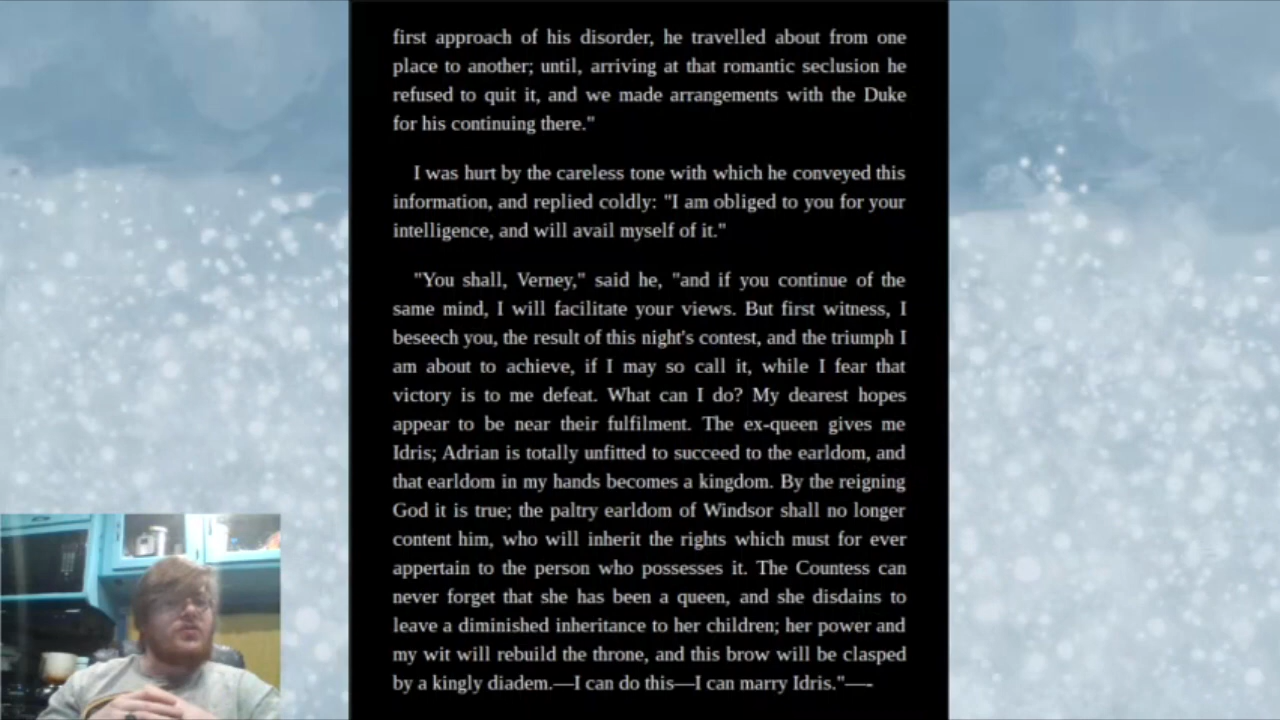 first approach of his disorder, he travelled about from one
place to another; until, arriving at that romantic seclusion he
refused to quit it, and we made arrangements with the Duke
for his continuing there."
I was hurt by the careless tone with which he conveyed this
information, and replied coldly: "I am obliged to you for your
intelligence, and will avail myself of it."
"You shall, Verney," said he, "and if you continue of the
same mind, I will facilitate your views. But first witness, I
beseech you, the result of this night's contest, and the triumph I
am about to achieve, if I may so call it, while I fear that
victory is to me defeat. What can I do? My dearest hopes
appear to be near their fulfilment. The ex-queen gives me
Idris; Adrian is totally unfitted to succeed to the earldom, and
that earldom in my hands becomes a kingdom. By the reigning
God it is true; the paltry earldom of Windsor shall no longer
content him, who will inherit the rights which must for ever
appertain to the person who possesses it. The Countess can
never forget that she has been a queen, and she disdains to
leave a diminished inheritance to her children; her power and
my wit will rebuild the throne, and this brow will be clasped
by a kingly diadem.—I can do this—I can marry Idris."—-